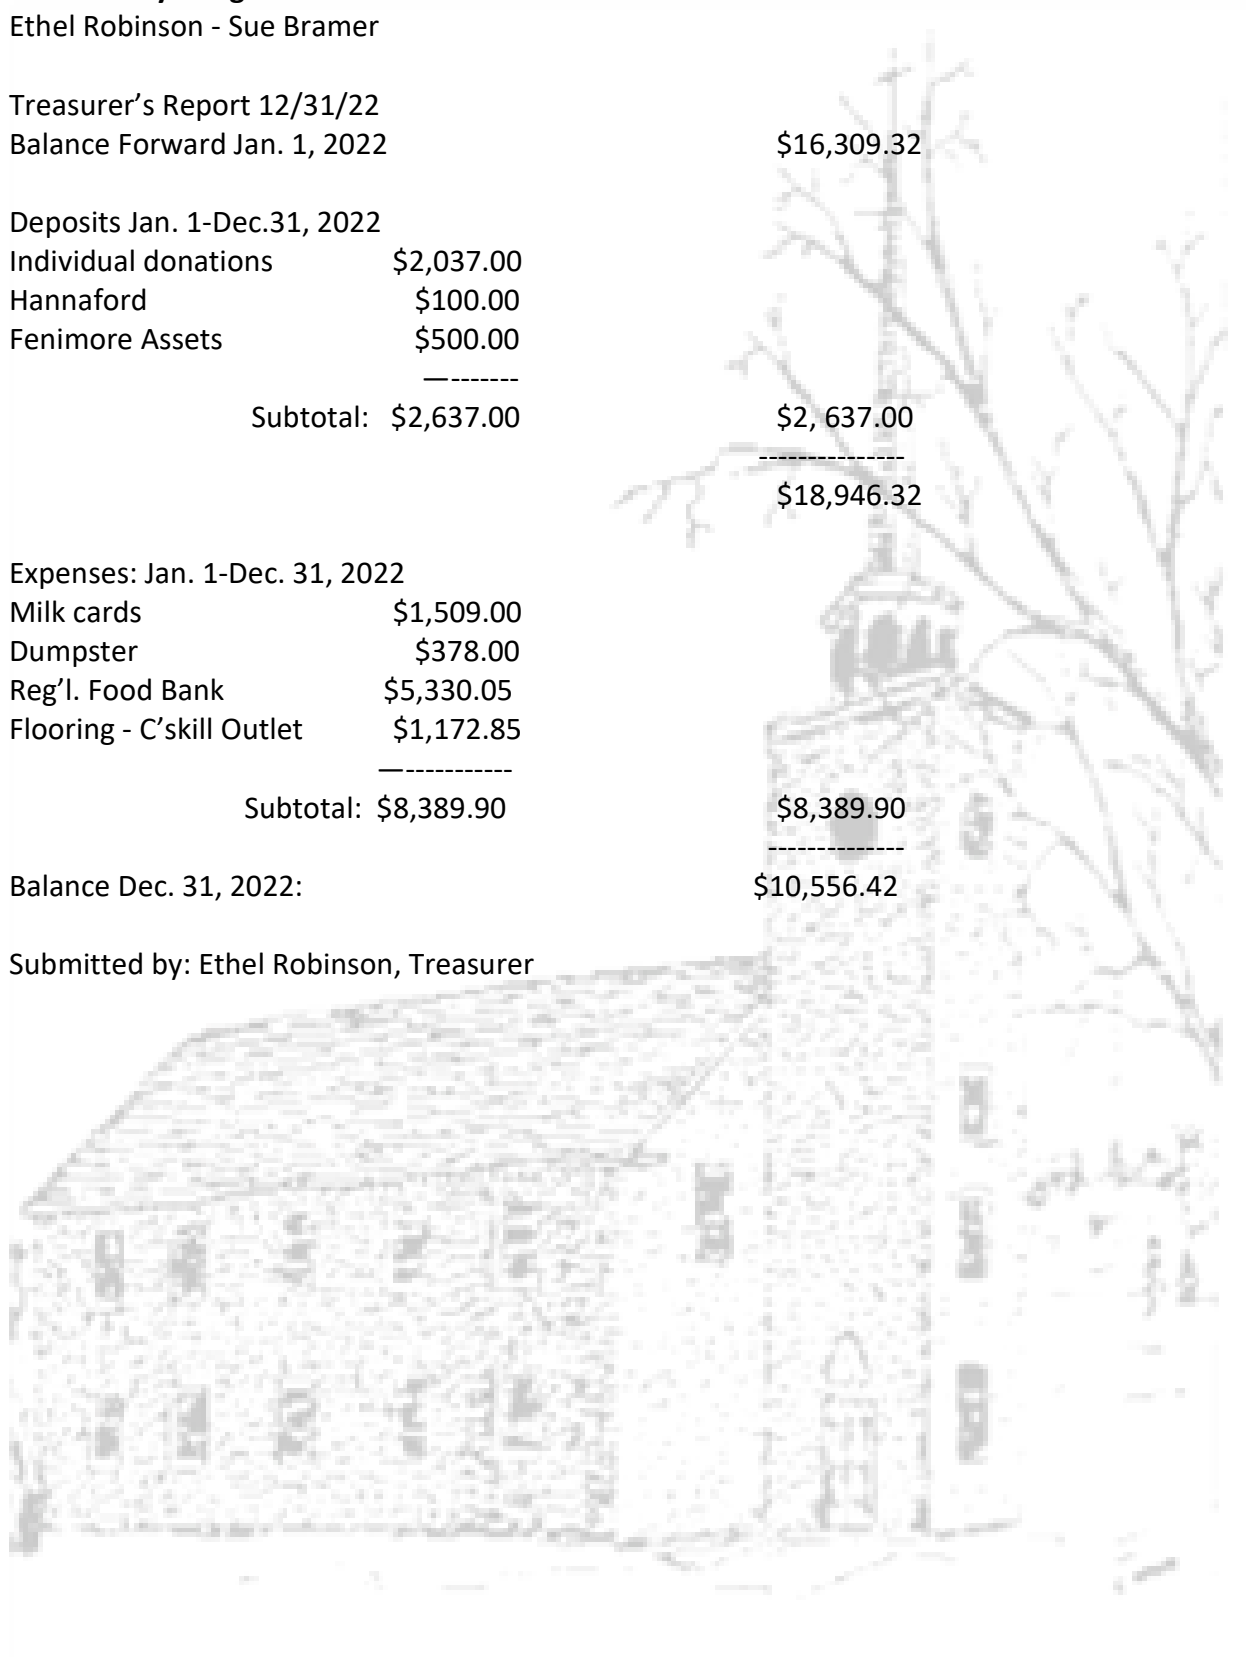 Ethel Robinson - Sue Bramer
Treasurer’s Report 12/31/22
Balance Forward Jan. 1, 2022 $16,309.32
Deposits Jan. 1-Dec.31, 2022
Individual donations $2,037.00
Hannaford $100.00
Fenimore Assets $500.00
—-------
Subtotal: $2,637.00 $2, 637.00
---------------
$18,946.32
Expenses: Jan. 1-Dec. 31, 2022
Milk cards $1,509.00
Dumpster $378.00
Reg’l. Food Bank $5,330.05
Flooring - C’skill Outlet $1,172.85
—-----------
Subtotal: $8,389.90 $8,389.90
--------------
Balance Dec. 31, 2022: $10,556.42
Submitted by: Ethel Robinson, Treasurer